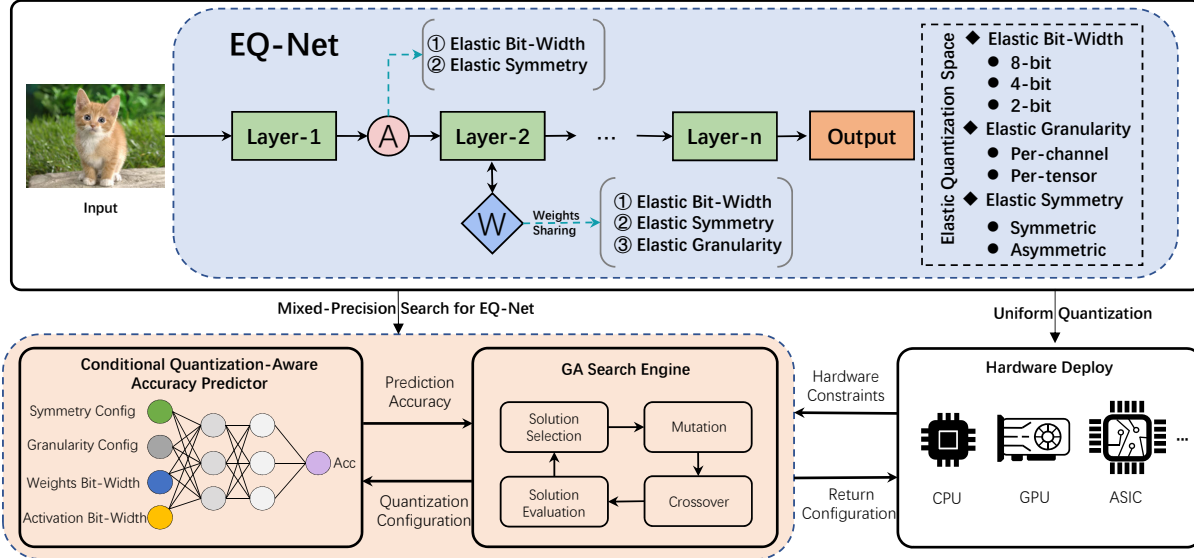 EQ-Net
① Elastic Bit-Width
② Elastic Symmetry
Input
Layer-1
A
Layer-2
...
Layer-n
Output
W
Weights
Sharing
① Elastic Bit-Width
② Elastic Symmetry
③ Elastic Granularity
Elastic Quantization Space
◆ Elastic Bit-Width
● 8-bit
● 4-bit
● 2-bit
◆ Elastic Granularity
● Per-channel
● Per-tensor
◆ Elastic Symmetry
● Symmetric
● Asymmetric
Mixed-Precision Search for EQ-Net
Uniform Quantization
Conditional Quantization-Aware
Accuracy Predictor
Symmetry Config
Granularity Config
Weights Bit-Width
Activation Bit-Width
Acc
Prediction
Accuracy
Quantization
Configuration
GA Search Engine
Solution
Selection
Mutation
Solution
Evaluation
Crossover
Hardware
Constraints
Return
Configuration
Hardware Deploy
CPU
GPU
ASIC
...